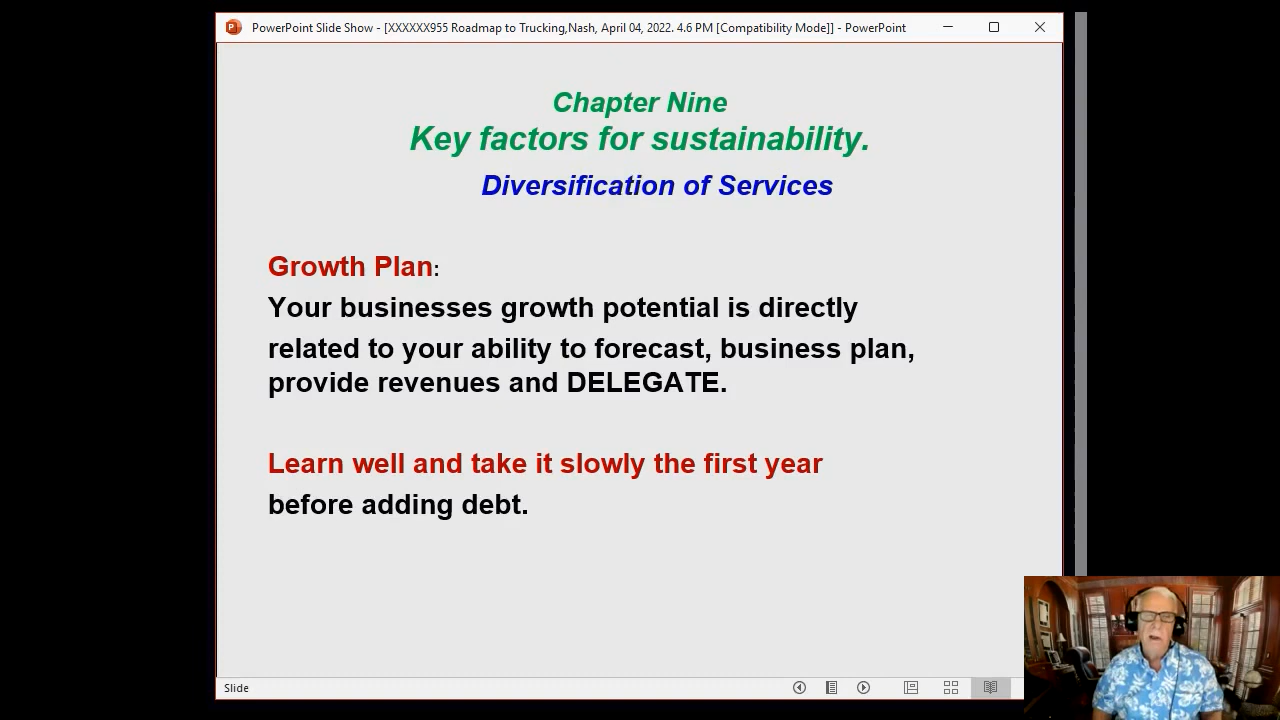 PowerPoint Slide Show - [XXXXXX955 Roadmap to Trucking,Nash, April 04, 2022. 4.6 PM [Compatibility Mode]] - PowerPoint
Chapter Nine
Key factors for sustainability.
Diversification of Services
Growth Plan:
Your businesses growth potential is directly
related to your ability to forecast, business plan,
provide revenues and DELEGATE.
Learn well and take it slowly the first year
before adding debt.
Slide